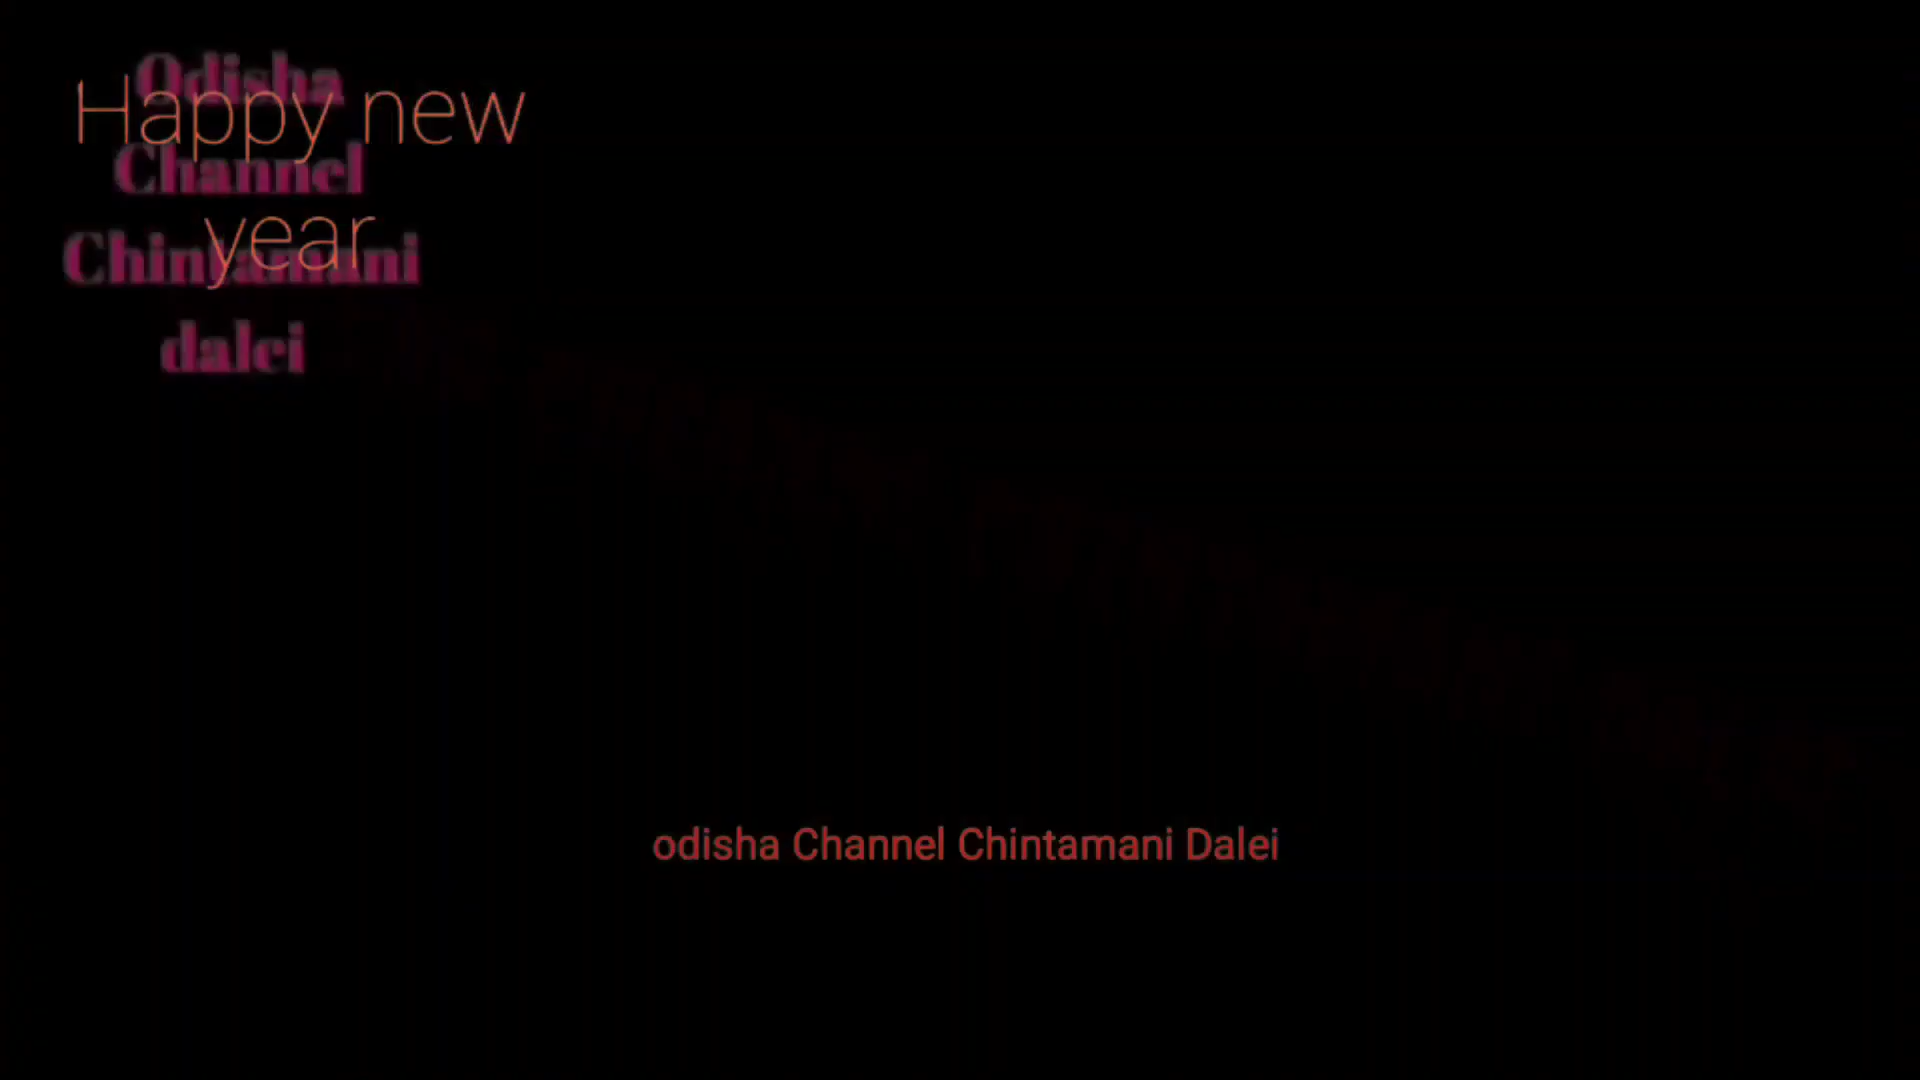 Odisha
Happy new
Channel
year
Chintamani
dalei
odisha Channel Chintamani Dalei